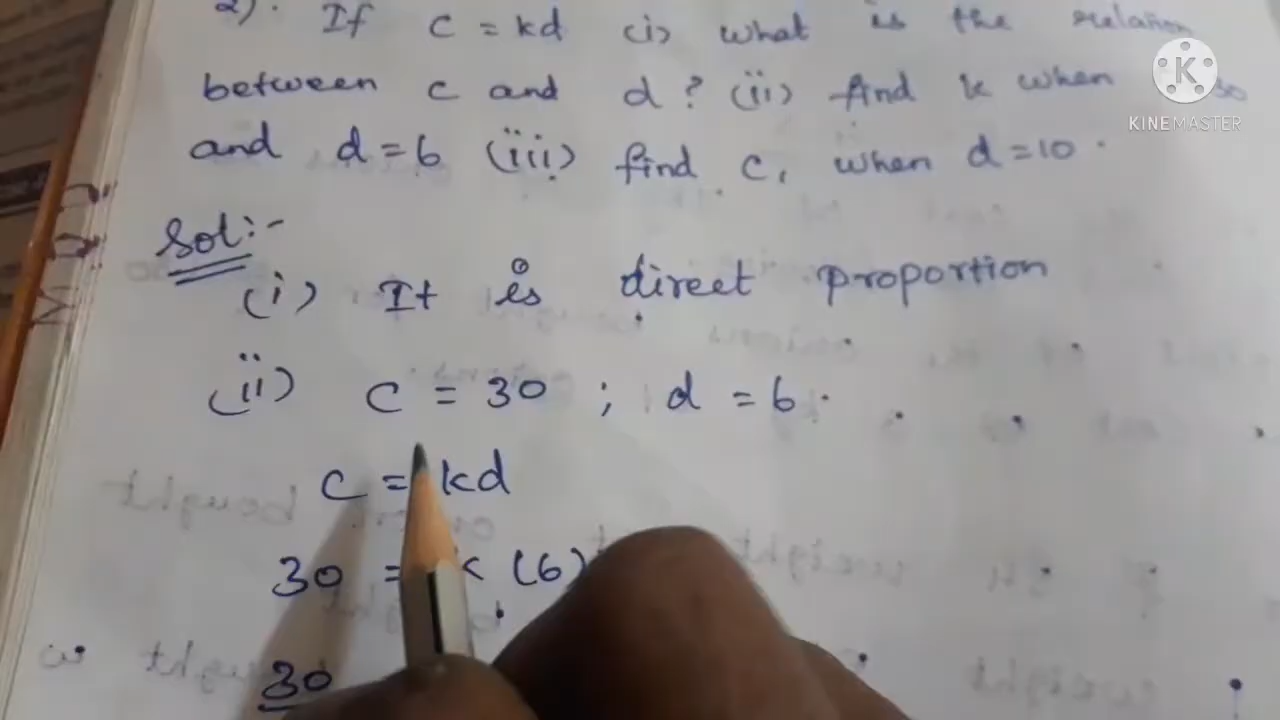 2). If c = kd (i) what is the relation
between c and d? (ii) find k when 30
and d = 6 (iii) find c, when d = 10.
Sol:-
(i) It is direct proportion
(ii) c = 30 ; d = 6.
c = kd
30 = k (6)
30
K
KINEMASTER